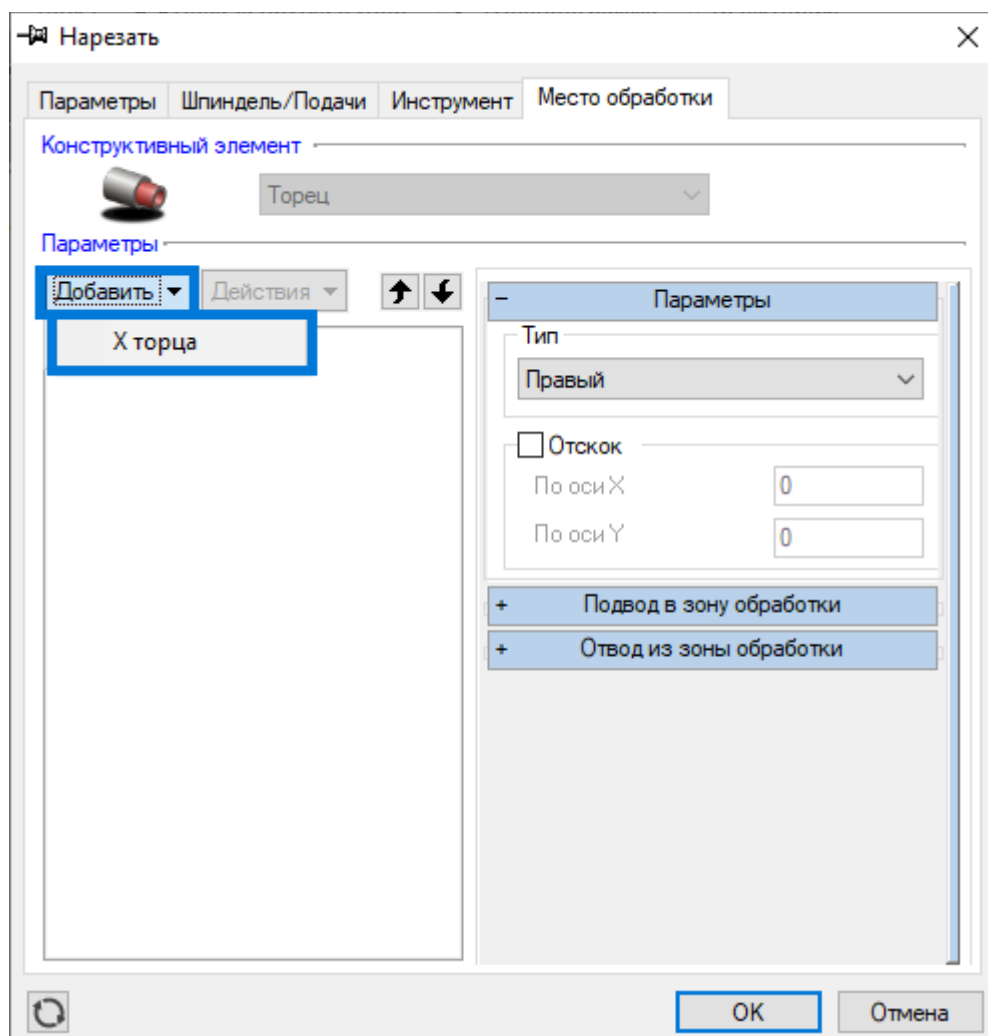 Нарезать
Параметры Шпиндель/Подачи Инструмент Место обработки
Конструктивный элемент
Торец
Параметры
Добавить Действия
X торца
− Параметры
Тип
Правый
Отскок
По оси X 0
По оси Y 0
+ Подвод в зону обработки
+ Отвод из зоны обработки
OK Отмена